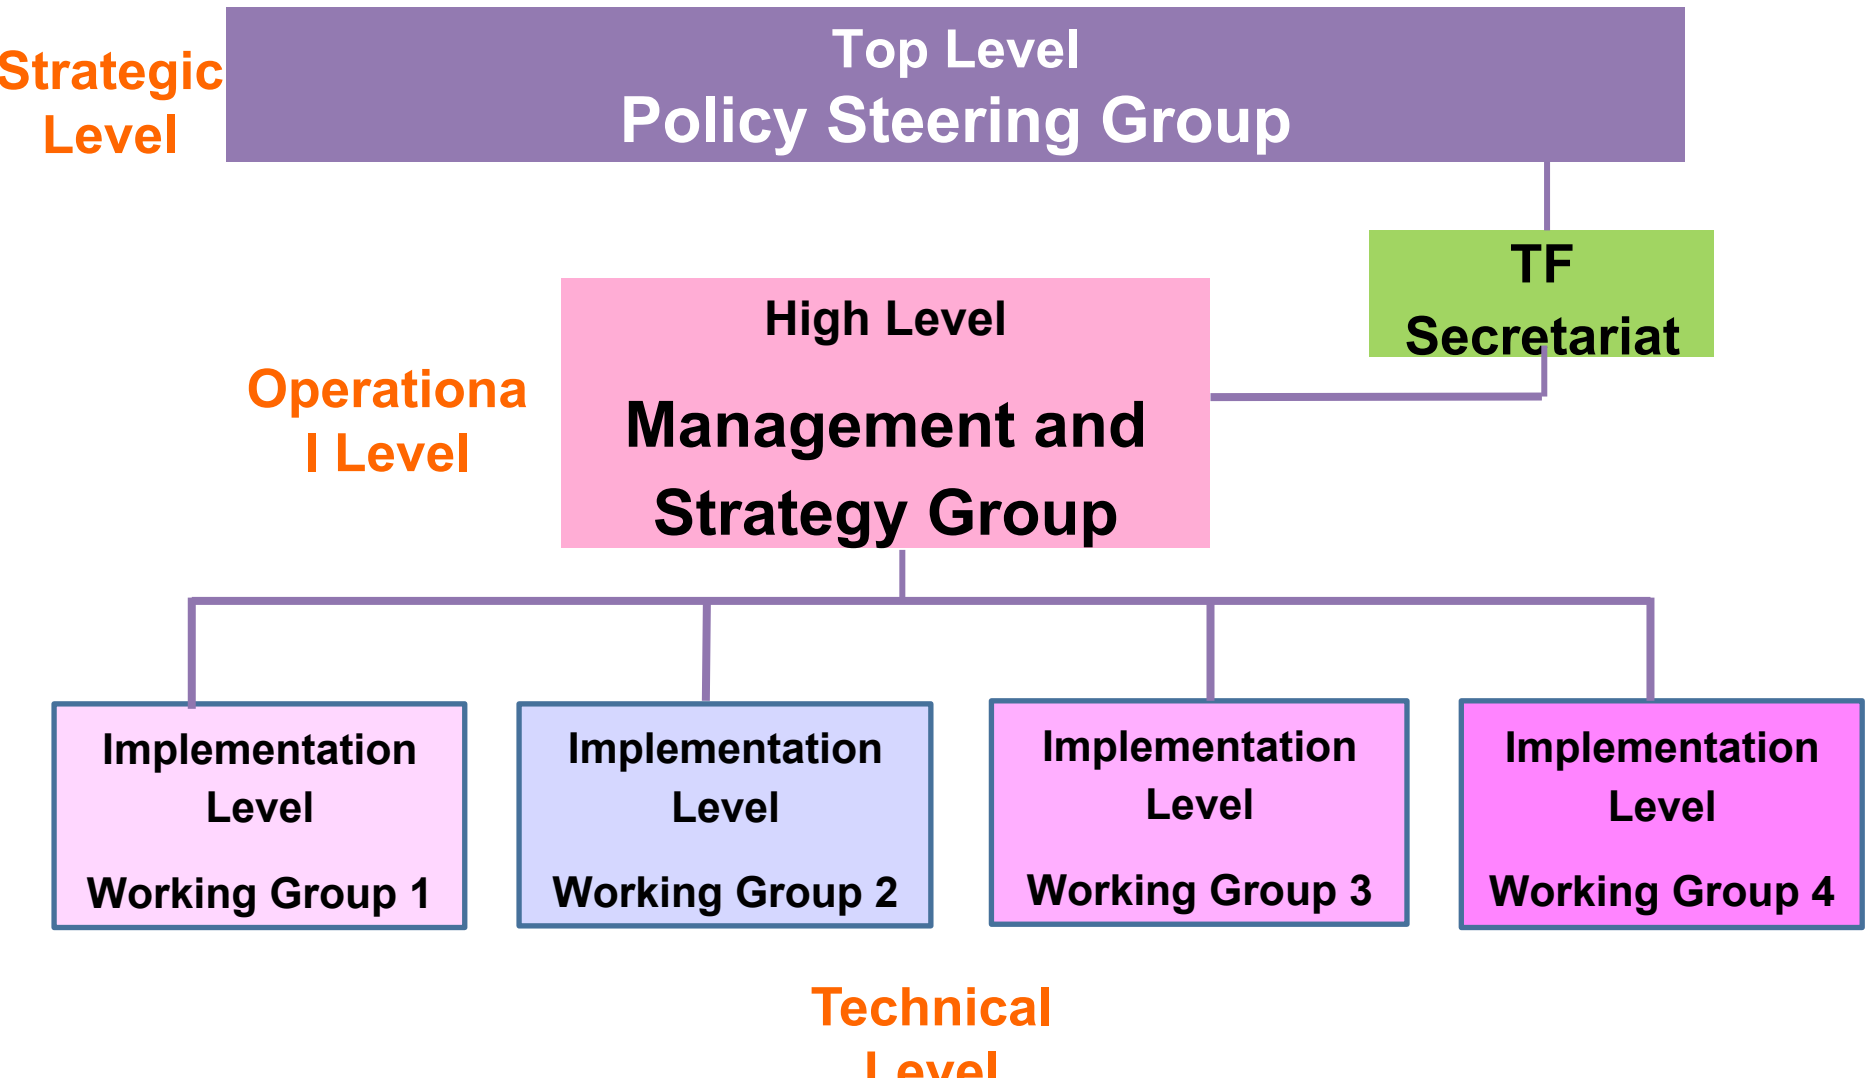 Strategic
Level
Top Level
Policy Steering Group
TF
Secretariat
High Level
Management and
Strategy Group
Operationa
l Level
Implementation
Level
Working Group 1
Implementation
Level
Working Group 2
Implementation
Level
Working Group 3
Implementation
Level
Working Group 4
Technical
Level